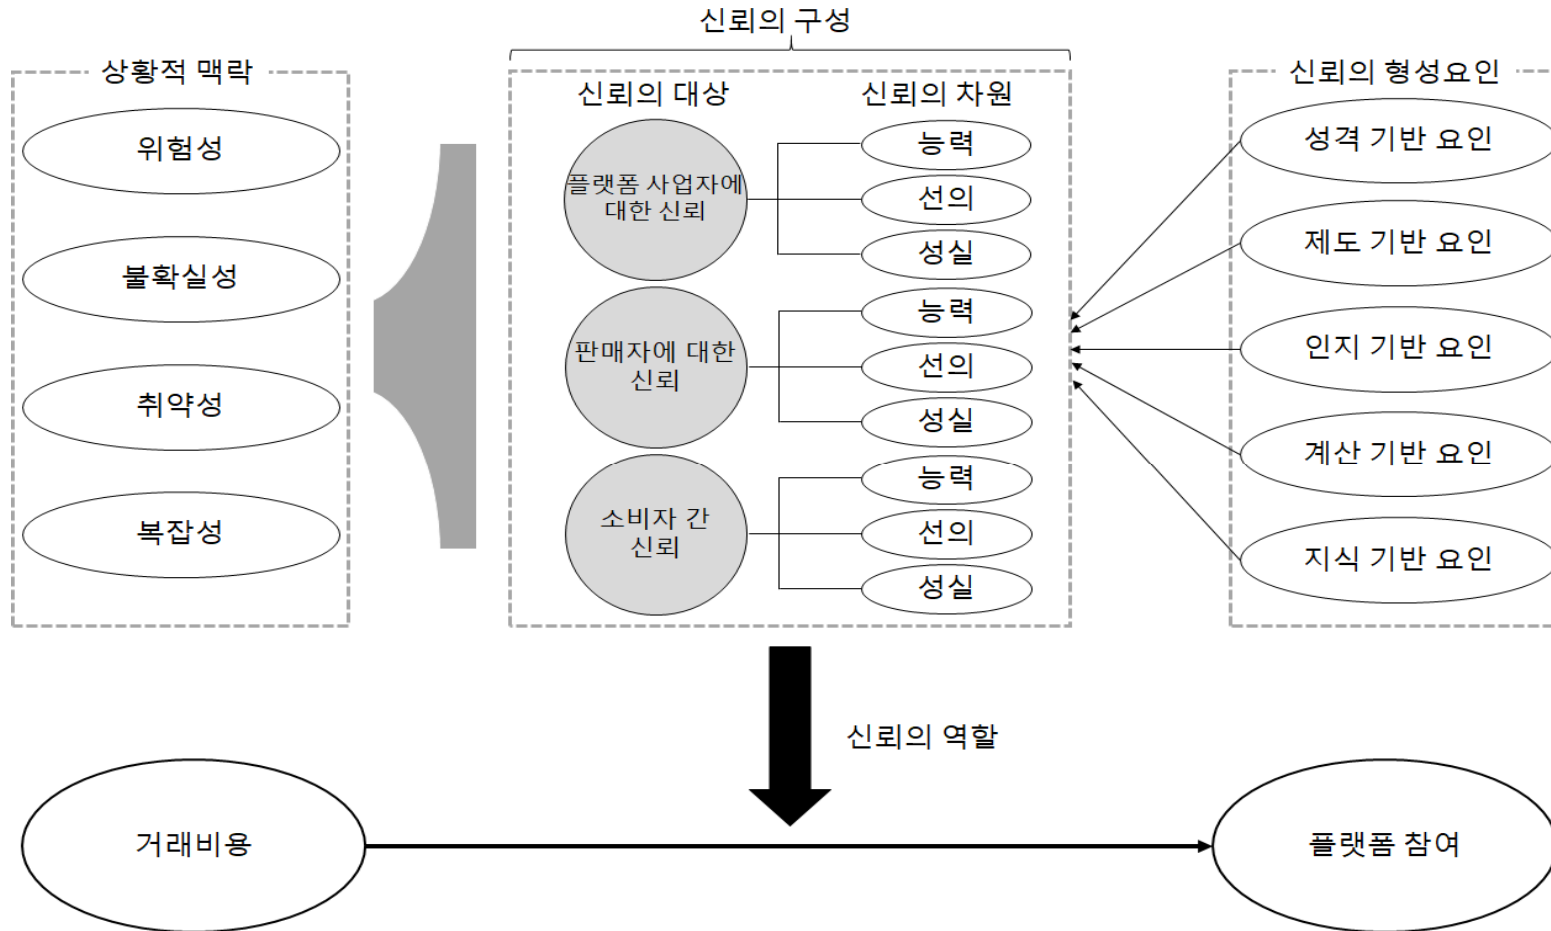 신뢰의 구성
상황적 맥락
위험성
불확실성
취약성
복잡성
신뢰의 대상
신뢰의 차원
플랫폼 사업자에
대한 신뢰
능력
선의
성실
판매자에 대한
신뢰
능력
선의
성실
소비자 간
신뢰
능력
선의
성실
신뢰의 형성요인
성격 기반 요인
제도 기반 요인
인지 기반 요인
계산 기반 요인
지식 기반 요인
신뢰의 역할
거래비용
플랫폼 참여